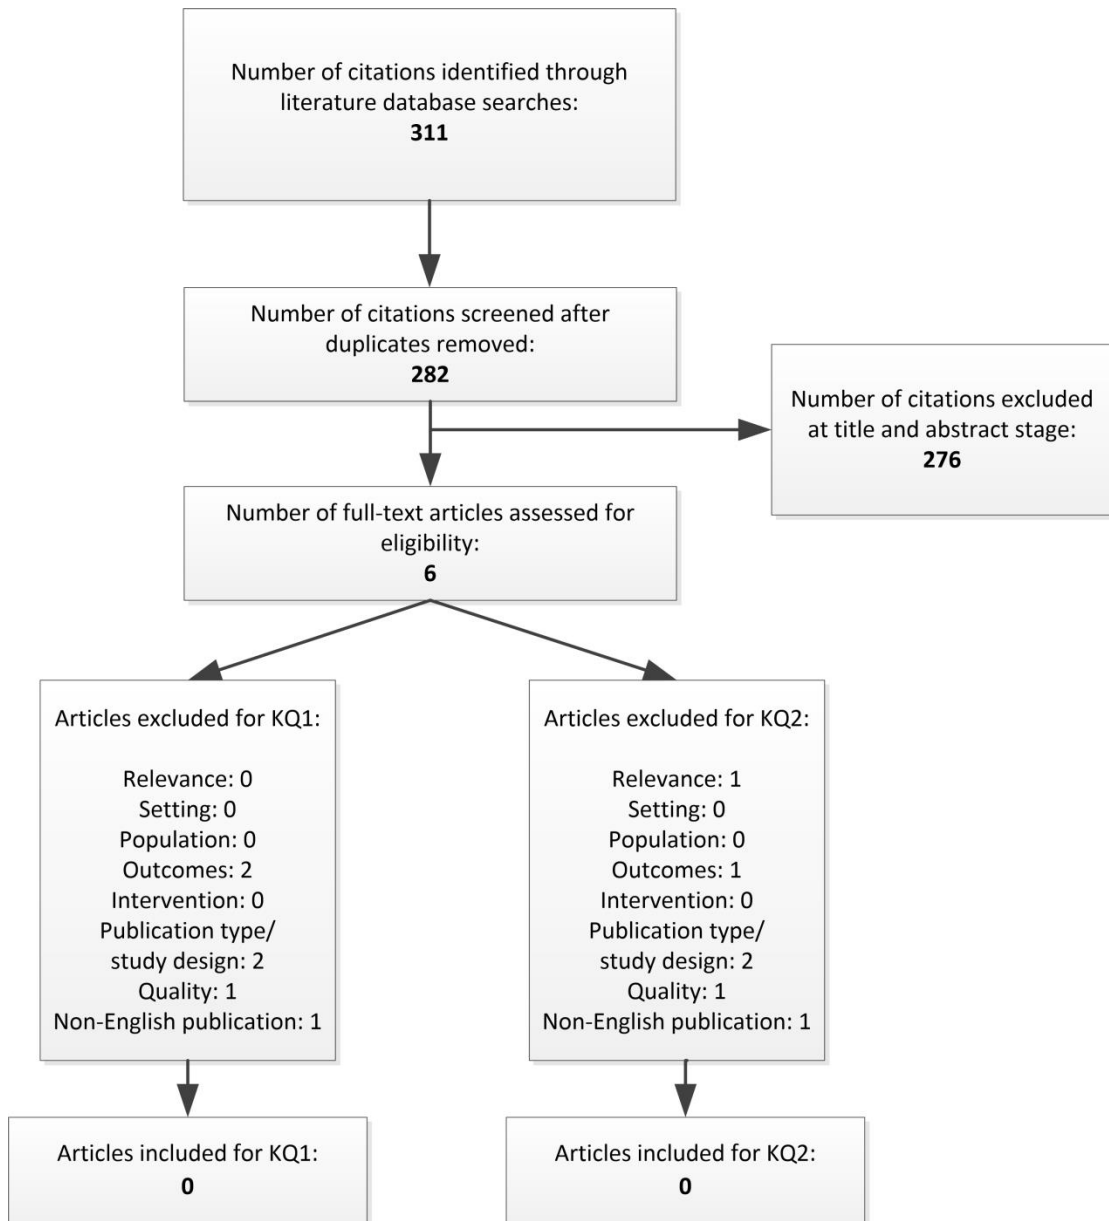 Number of citations identified through
literature database searches:
311
Number of citations screened after
duplicates removed:
282
Number of citations excluded
at title and abstract stage:
276
Number of full-text articles assessed for
eligibility:
6
Articles excluded for KQ1:
Relevance: 0
Setting: 0
Population: 0
Outcomes: 2
Intervention: 0
Publication type/
study design: 2
Quality: 1
Non-English publication: 1
Articles excluded for KQ2:
Relevance: 1
Setting: 0
Population: 0
Outcomes: 1
Intervention: 0
Publication type/
study design: 2
Quality: 1
Non-English publication: 1
Articles included for KQ1:
0
Articles included for KQ2:
0